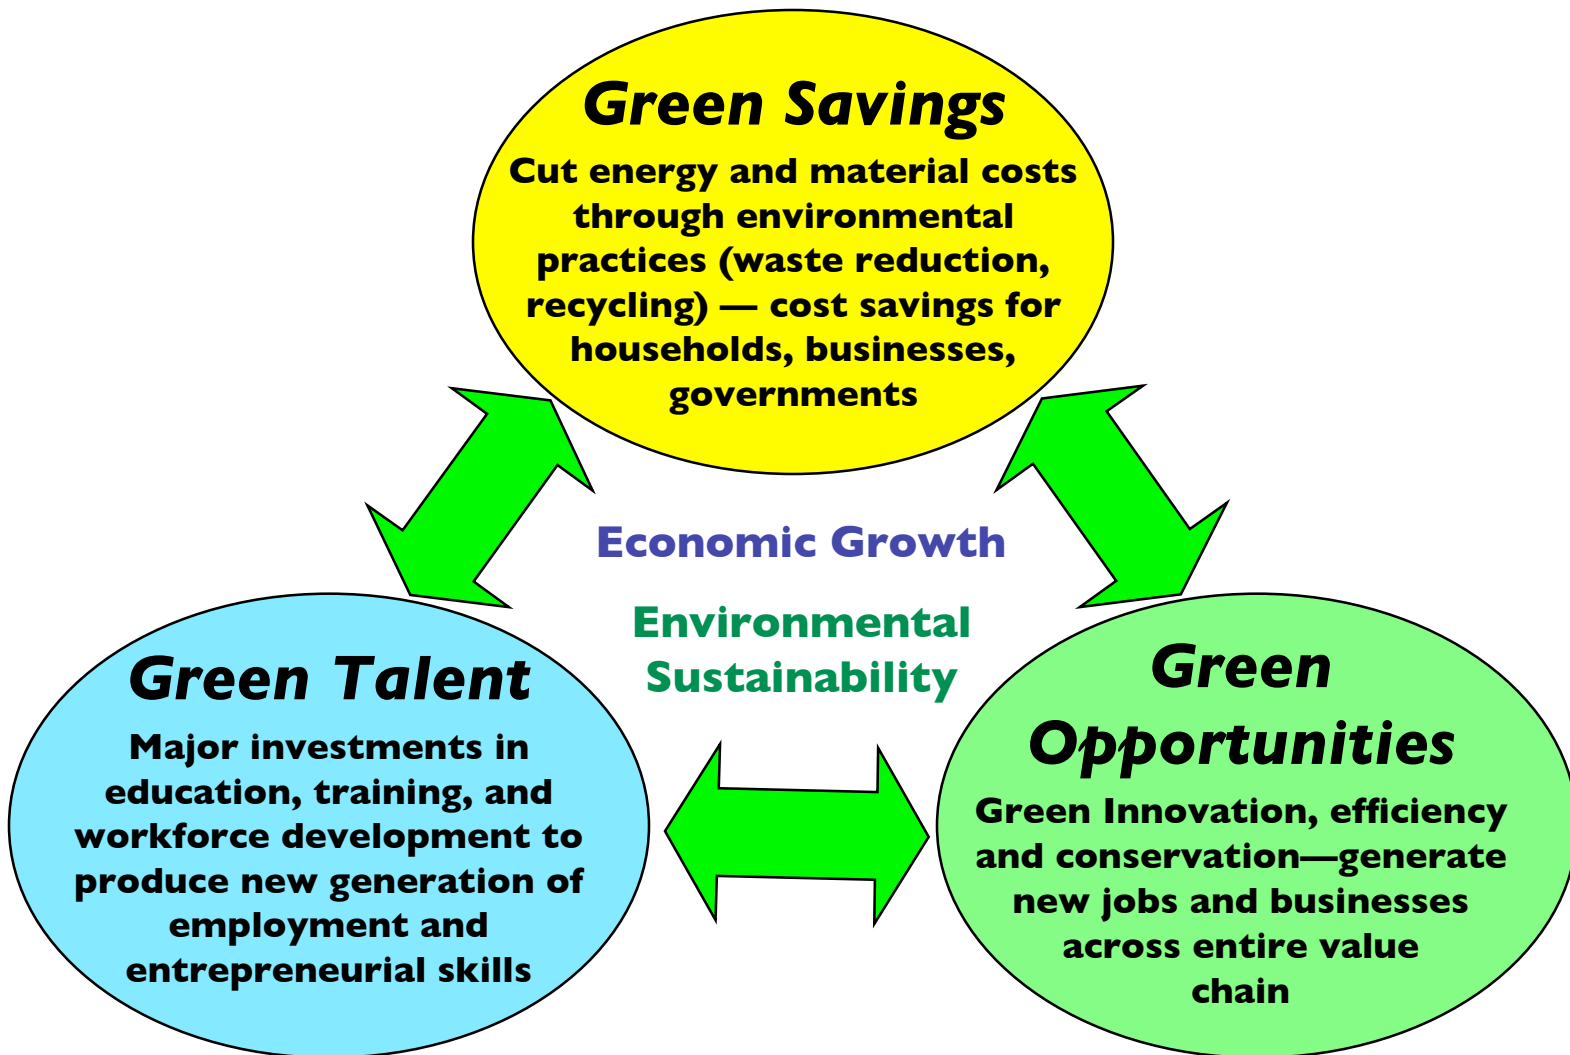 Green Savings
Cut energy and material costs
through environmental
practices (waste reduction,
recycling) — cost savings for
households, businesses,
governments
Economic Growth
Environmental
Sustainability
Green Talent
Major investments in
education, training, and
workforce development to
produce new generation of
employment and
entrepreneurial skills
Green
Opportunities
Green Innovation, efficiency
and conservation—generate
new jobs and businesses
across entire value
chain